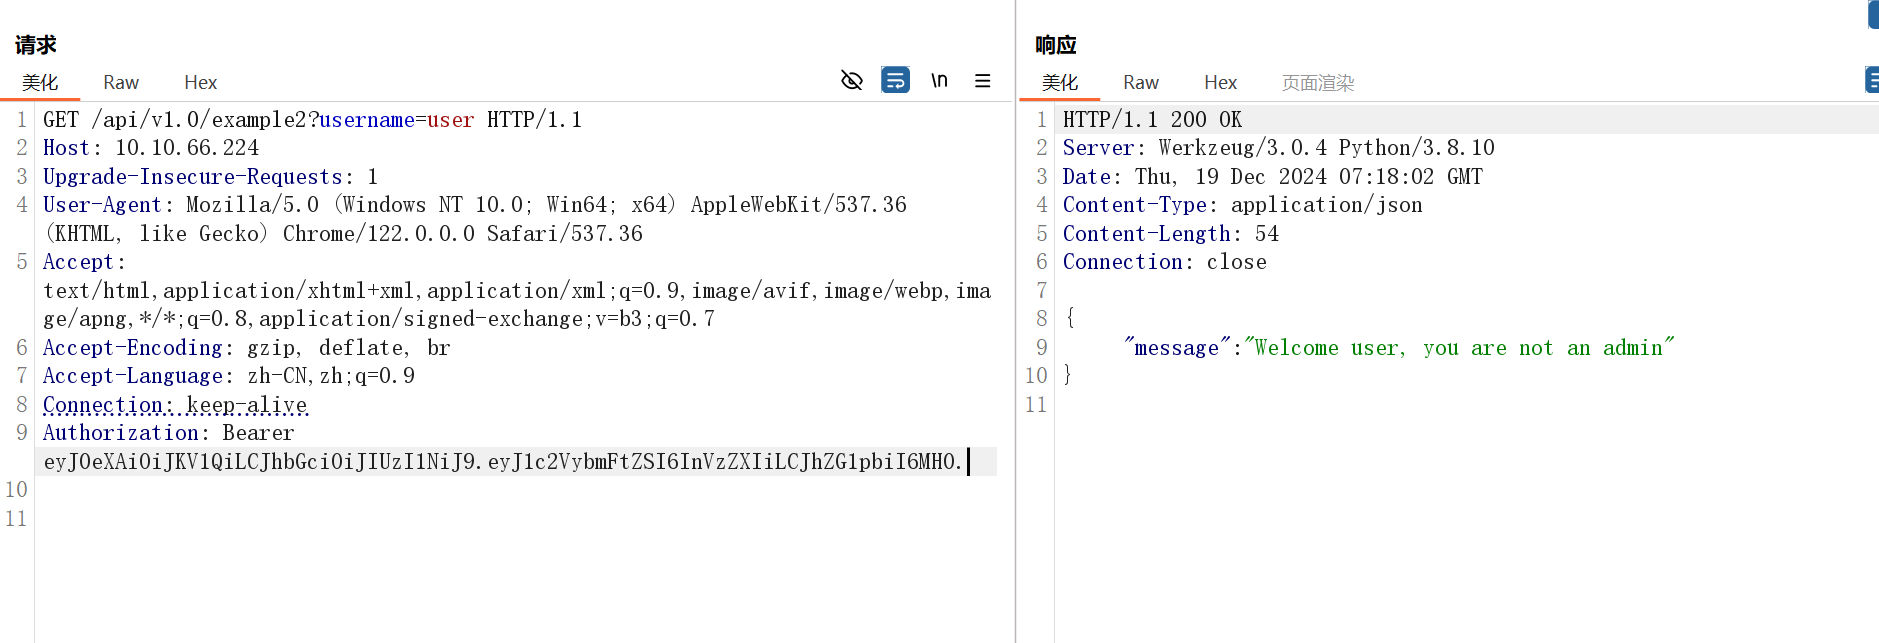 请求
美化 Raw Hex \n
1 GET /api/v1.0/example2?username=user HTTP/1.1
2 Host: 10.10.66.224
3 Upgrade-Insecure-Requests: 1
4 User-Agent: Mozilla/5.0 (Windows NT 10.0; Win64; x64) AppleWebKit/537.36
(KHTML, like Gecko) Chrome/122.0.0.0 Safari/537.36
5 Accept:
text/html,application/xhtml+xml,application/xml;q=0.9,image/avif,image/webp,ima
ge/apng,*/*;q=0.8,application/signed-exchange;v=b3;q=0.7
6 Accept-Encoding: gzip, deflate, br
7 Accept-Language: zh-CN,zh;q=0.9
8 Connection: keep-alive
9 Authorization: Bearer
eyJ0eXAiOiJKV1QiLCJhbGciOiJIUzI1NiJ9.eyJ1c2VybmFtZSI6InVzZXIiLCJhZG1pbiI6MH0.
10
11
响应
美化 Raw Hex 页面渲染
1 HTTP/1.1 200 OK
2 Server: Werkzeug/3.0.4 Python/3.8.10
3 Date: Thu, 19 Dec 2024 07:18:02 GMT
4 Content-Type: application/json
5 Content-Length: 54
6 Connection: close
7
8 {
9 "message":"Welcome user, you are not an admin"
10 }
11